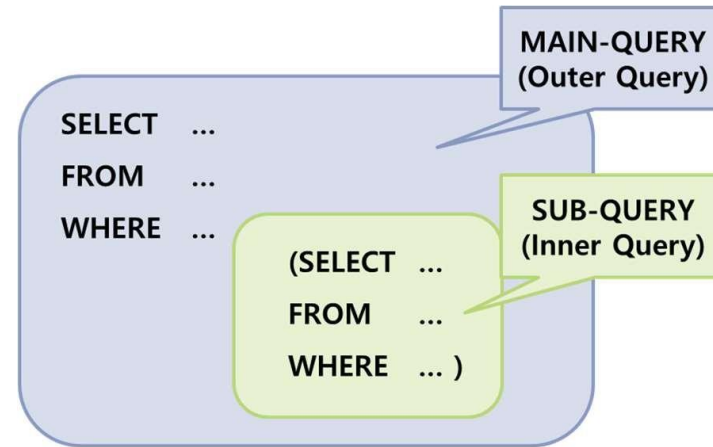 MAIN-QUERY
(Outer Query)
SELECT ...
FROM ...
WHERE ...
SUB-QUERY
(Inner Query)
(SELECT ...
FROM ...
WHERE ... )